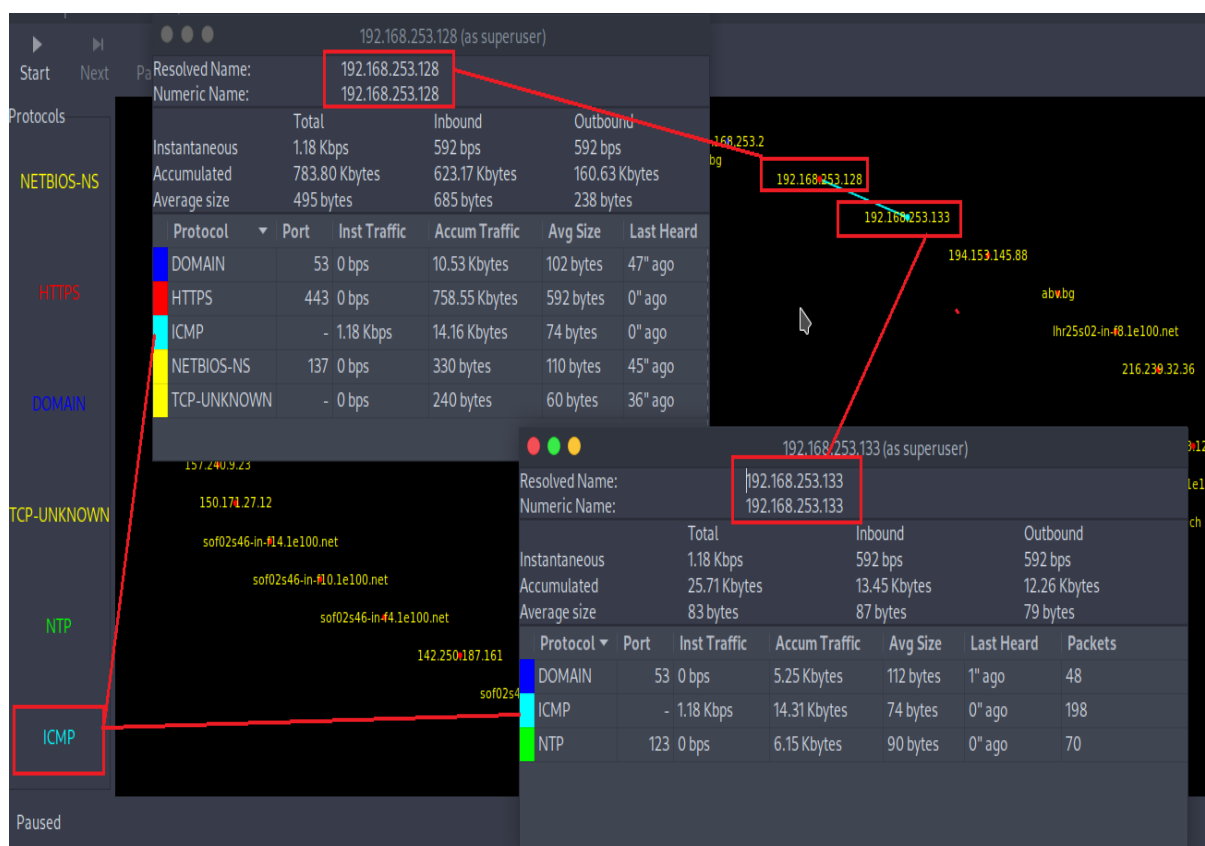 192.168.253.128 (as superuser)
Start Next Pa
Resolved Name: 192.168.253.128
Numeric Name: 192.168.253.128
Total Inbound Outbound
Instantaneous 1.18 Kbps 592 bps 592 bps
Accumulated 783.80 Kbytes 623.17 Kbytes 160.63 Kbytes
Average size 495 bytes 685 bytes 238 bytes
Protocol Port Inst Traffic Accum Traffic Avg Size Last Heard
DOMAIN 53 0 bps 10.53 Kbytes 102 bytes 47" ago
HTTPS 443 0 bps 758.55 Kbytes 592 bytes 0" ago
ICMP - 1.18 Kbps 14.16 Kbytes 74 bytes 0" ago
NETBIOS-NS 137 0 bps 330 bytes 110 bytes 45" ago
TCP-UNKNOWN - 0 bps 240 bytes 60 bytes 36" ago
Protocols
NETBIOS-NS
HTTPS
DOMAIN
TCP-UNKNOWN
NTP
ICMP
Paused
.168.253.2
bg
192.168.253.128
192.168.253.133
194.153.145.88
abv.bg
lhr25s02-in-f8.1e100.net
216.239.32.36
157.240.9.23
150.171.27.12
sof02s46-in-f14.1e100.net
sof02s46-in-f10.1e100.net
sof02s46-in-f4.1e100.net
142.250.187.161
sof02s4
ch
192.168.253.133 (as superuser)
Resolved Name: 192.168.253.133
Numeric Name: 192.168.253.133
Total Inbound Outbound
Instantaneous 1.18 Kbps 592 bps 592 bps
Accumulated 25.71 Kbytes 13.45 Kbytes 12.26 Kbytes
Average size 83 bytes 87 bytes 79 bytes
Protocol Port Inst Traffic Accum Traffic Avg Size Last Heard Packets
DOMAIN 53 0 bps 5.25 Kbytes 112 bytes 1" ago 48
ICMP - 1.18 Kbps 14.31 Kbytes 74 bytes 0" ago 198
NTP 123 0 bps 6.15 Kbytes 90 bytes 0" ago 70